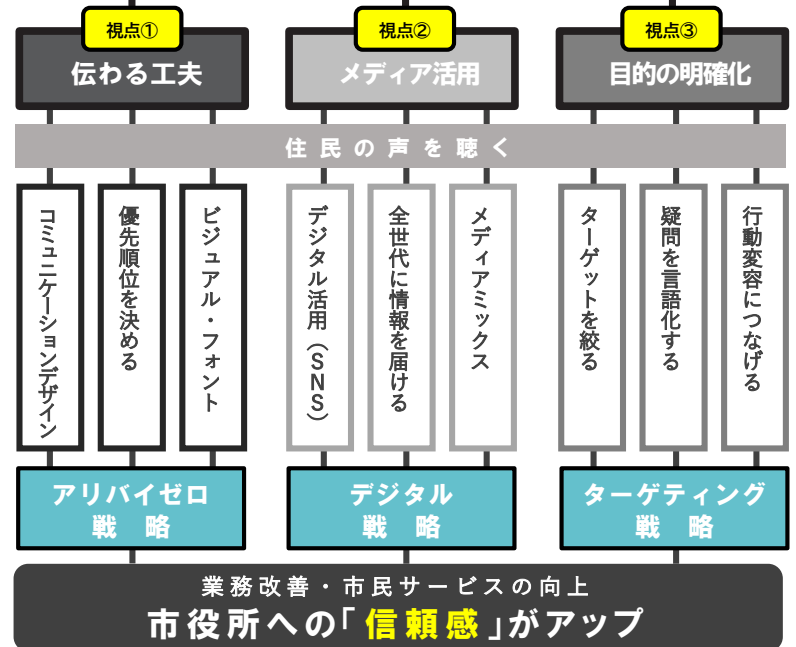 視点①
伝わる工夫
視点②
メディア活用
視点③
目的の明確化
住民の声を聴く
コミュニケーションデザイン
優先順位を決める
ビジュアル・フォント
デジタル活用（SNS）
全世代に情報を届ける
メディアミックス
ターゲットを絞る
疑問を言語化する
行動変容につなげる
アリバイゼロ
戦　略
デジタル
戦　略
ターゲティング
戦　略
業務改善・市民サービスの向上
市役所への「信頼感」がアップ